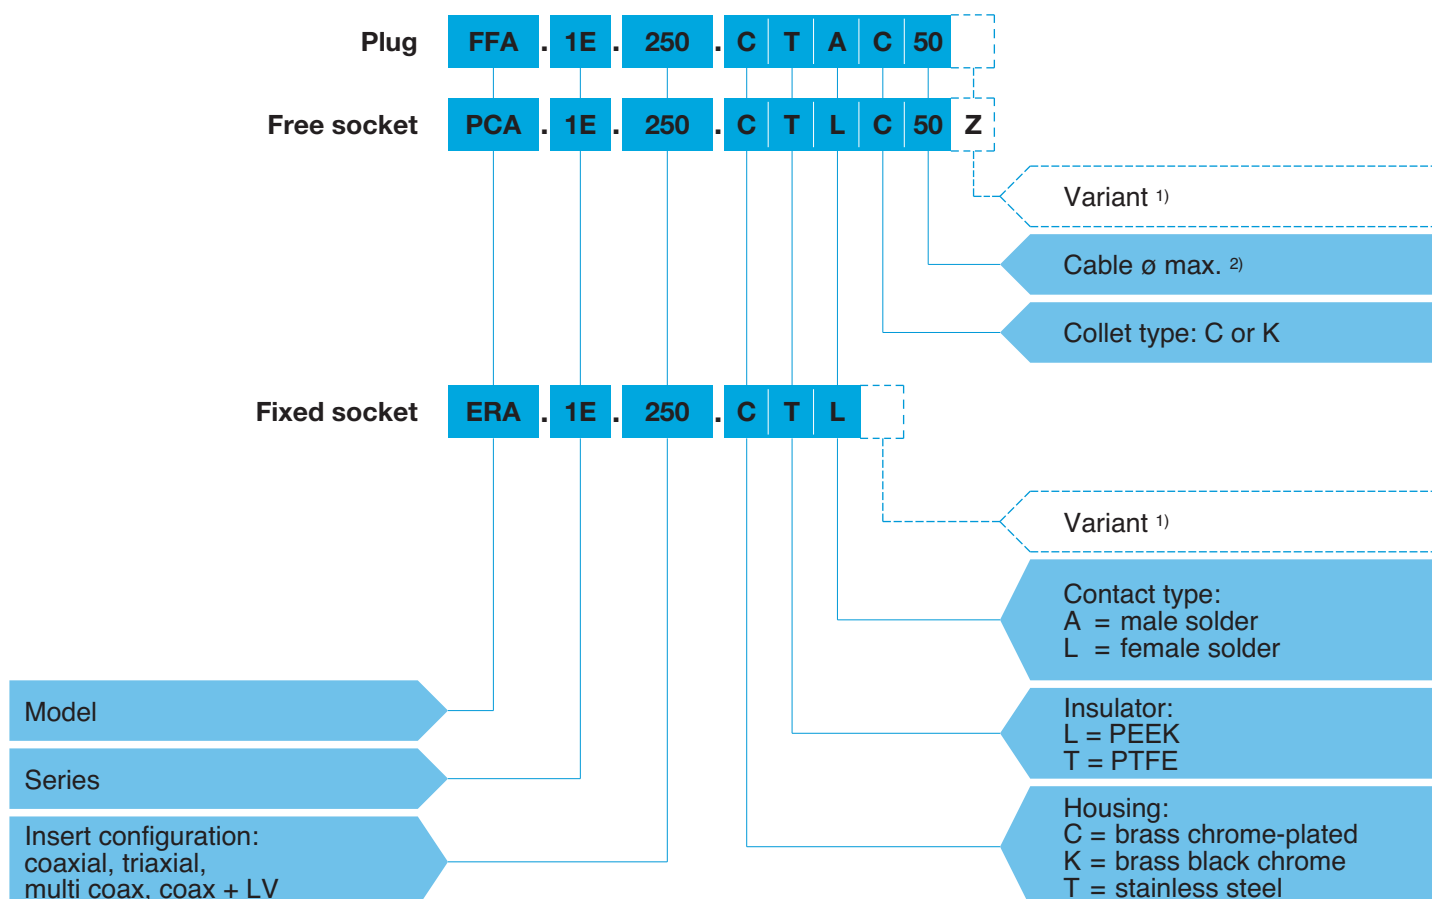 Plug FFA . 1E . 250 . C T A C 50
Free socket PCA . 1E . 250 . C T L C 50 Z
Variant 1)
Cable ø max. 2)
Collet type: C or K
Fixed socket ERA . 1E . 250 . C T L
Variant 1)
Contact type:
A = male solder
L = female solder
Model
Insulator:
L = PEEK
T = PTFE
Series
Insert configuration:
coaxial, triaxial,
multi coax, coax + LV
Housing:
C = brass chrome-plated
K = brass black chrome
T = stainless steel